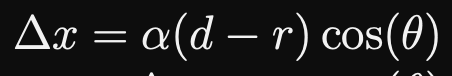 Δx = α(d − r) cos(θ)